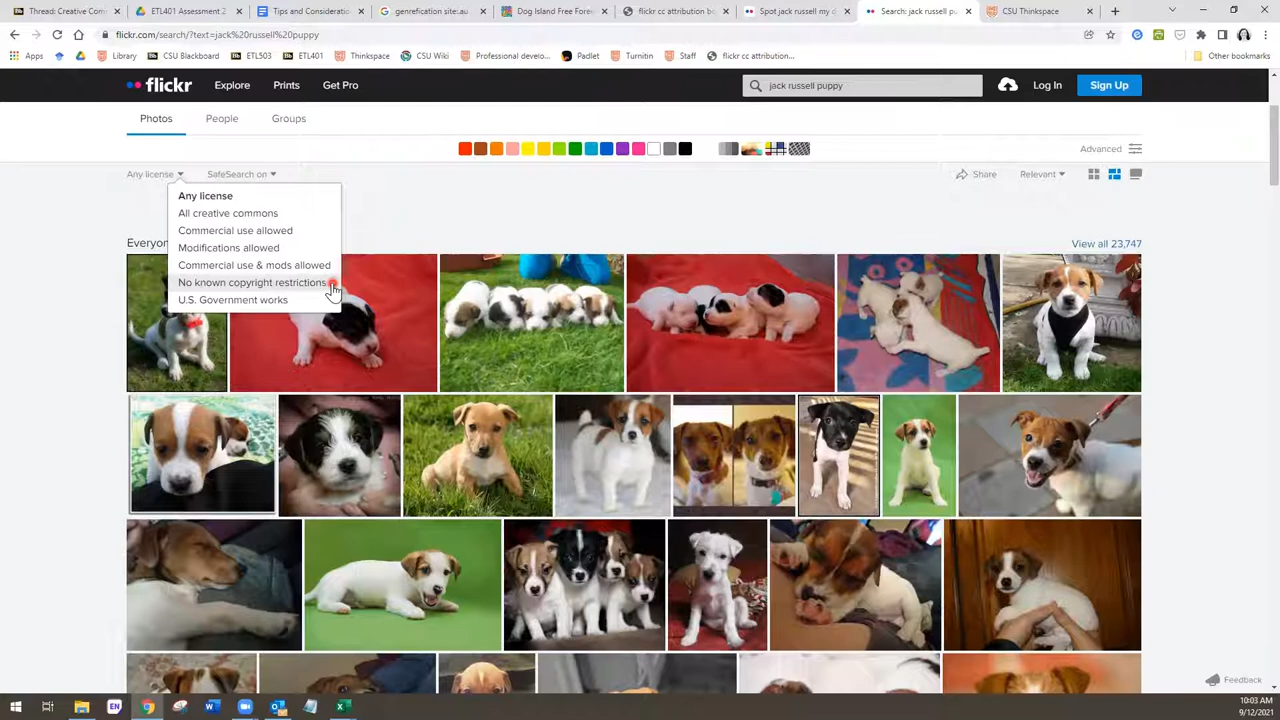 Thread: Creative Com
ETL401 Assessment 2
Tips and Consideratio
genrefication site:au
Dog Island Free Fore
flickr cc attribution bo
Spot jack russell my d
Search: jack russell pu
CSU Thinkspace
flickr.com/search/?text=jack%20russell%20puppy
Apps
Library
CSU Blackboard
ETL503
ETL401
Thinkspace
CSU Wiki
Professional develo...
Padlet
Turnitin
Staff
flickr cc attribution...
Other bookmarks
flickr
Explore
Prints
Get Pro
jack russell puppy
Log In
Sign Up
Photos
People
Groups
Advanced
Any license
SafeSearch on
Share
Relevant
Any license
All creative commons
Commercial use allowed
Modifications allowed
Commercial use & mods allowed
No known copyright restrictions
U.S. Government works
Everyon
View all 23,747
Feedback
EN
10:03 AM
9/12/2021